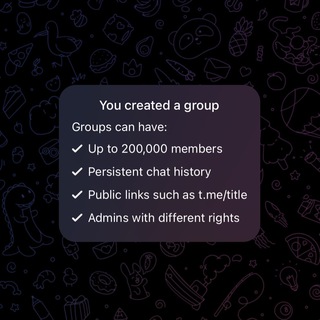 You created a group
Groups can have:
✓ Up to 200,000 members
✓ Persistent chat history
✓ Public links such as t.me/title
✓ Admins with different rights